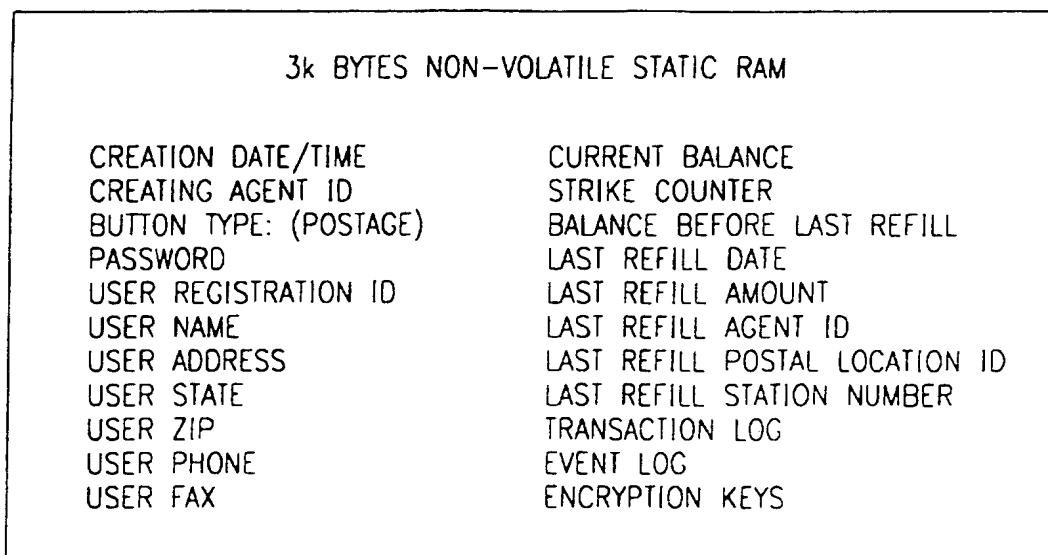 3k BYTES NON-VOLATILE STATIC RAM
CREATION DATE/TIME
CREATING AGENT ID
BUTTON TYPE: (POSTAGE)
PASSWORD
USER REGISTRATION ID
USER NAME
USER ADDRESS
USER STATE
USER ZIP
USER PHONE
USER FAX
CURRENT BALANCE
STRIKE COUNTER
BALANCE BEFORE LAST REFILL
LAST REFILL DATE
LAST REFILL AMOUNT
LAST REFILL AGENT ID
LAST REFILL POSTAL LOCATION ID
LAST REFILL STATION NUMBER
TRANSACTION LOG
EVENT LOG
ENCRYPTION KEYS